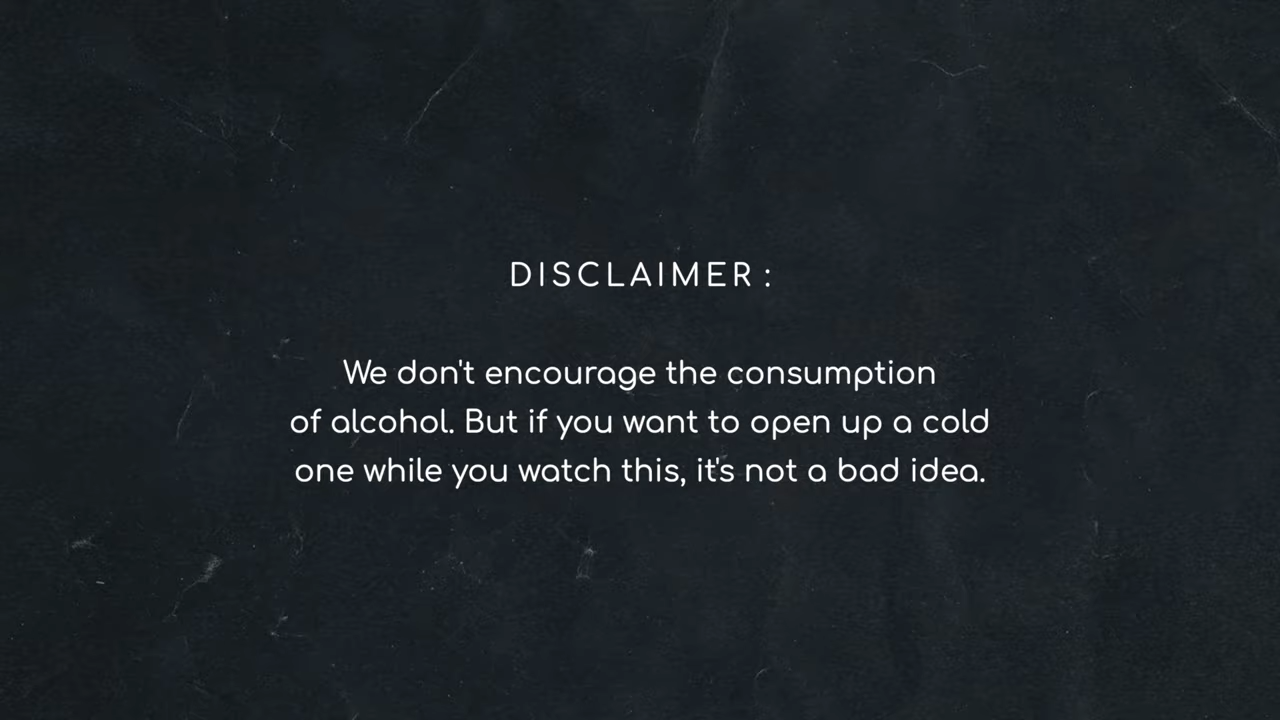 DISCLAIMER :
We don't encourage the consumption
of alcohol. But if you want to open up a cold
one while you watch this, it's not a bad idea.